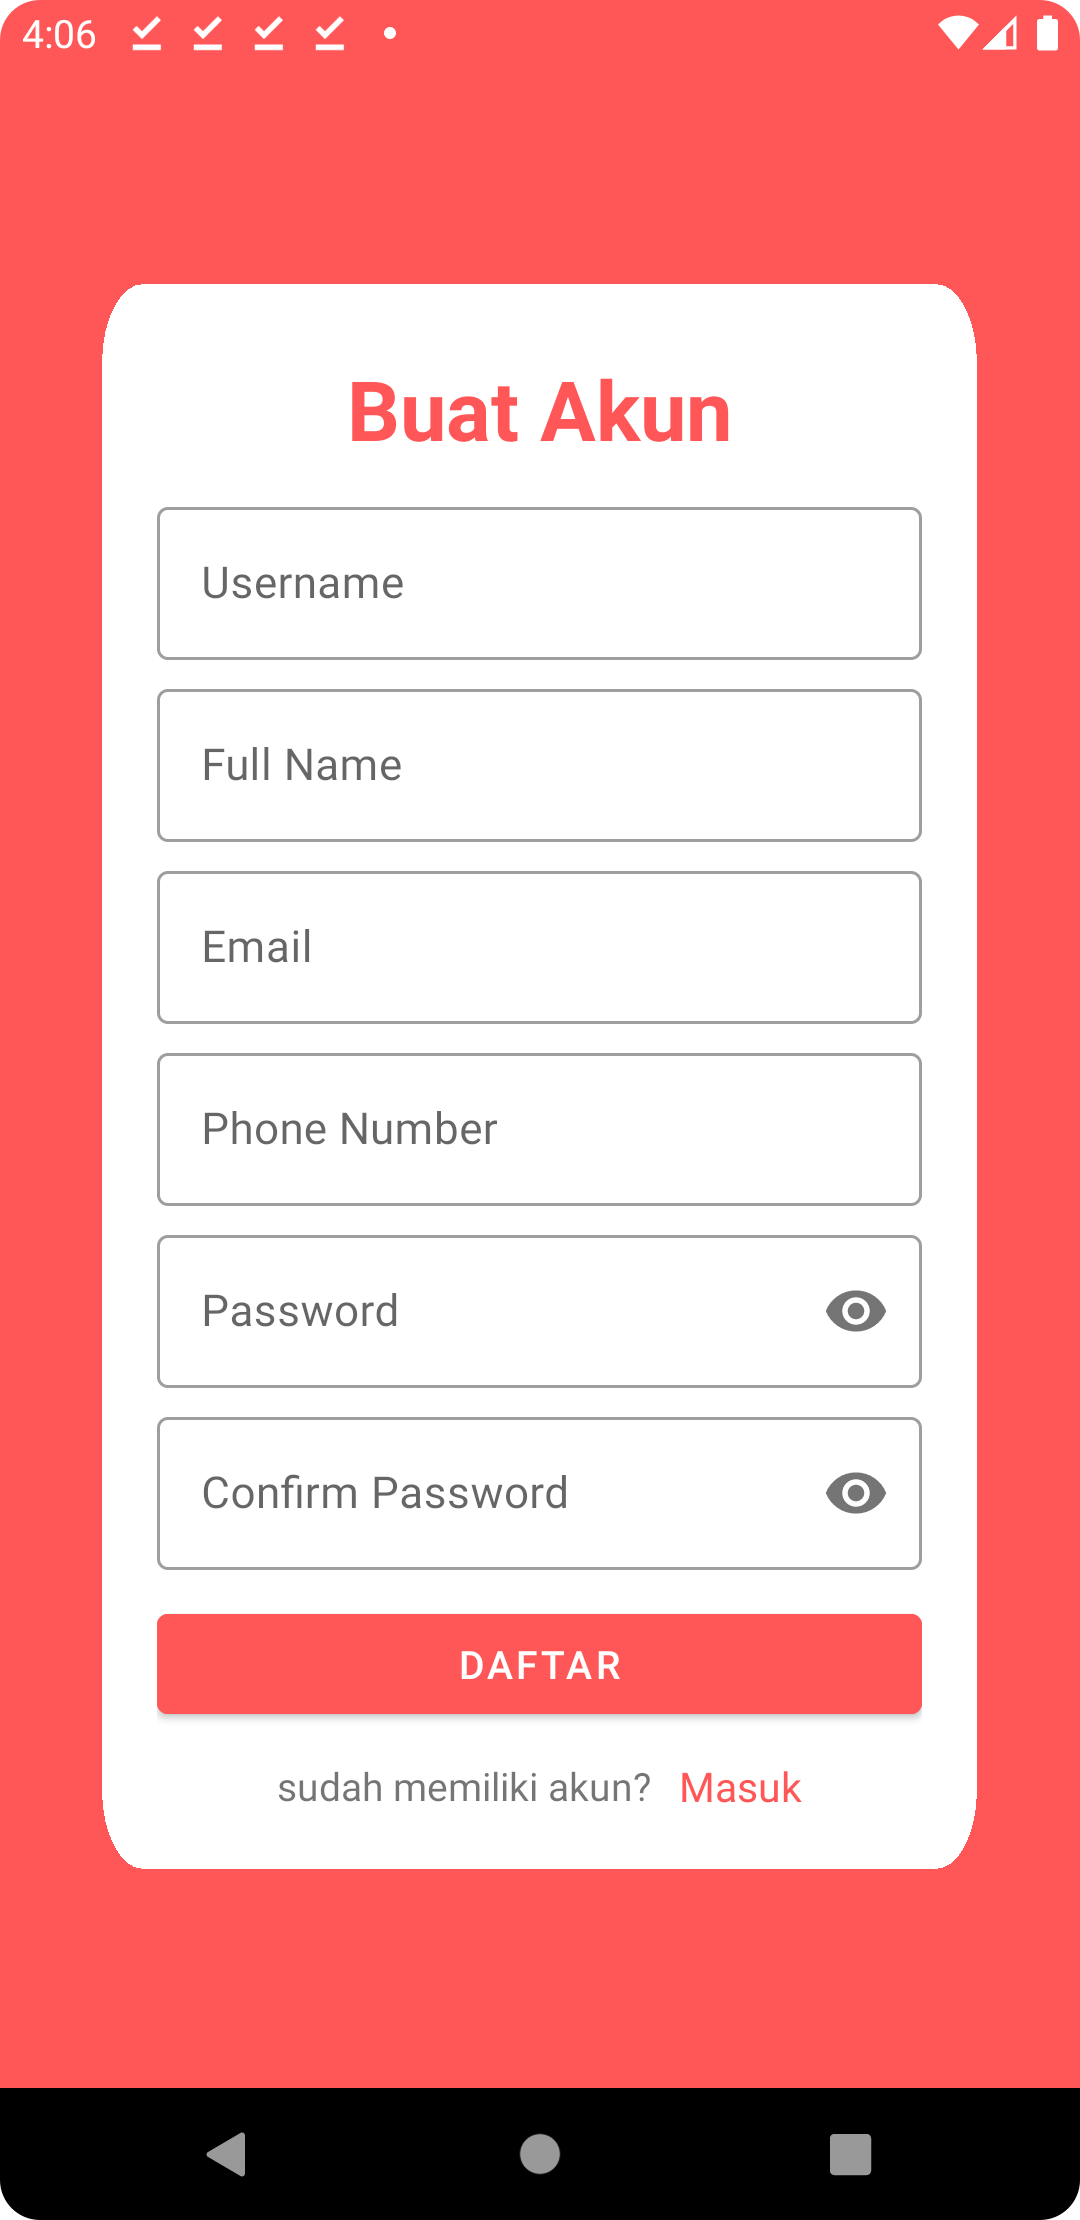 4:06
Buat Akun
Username
Full Name
Email
Phone Number
Password
Confirm Password
DAFTAR
sudah memiliki akun? Masuk